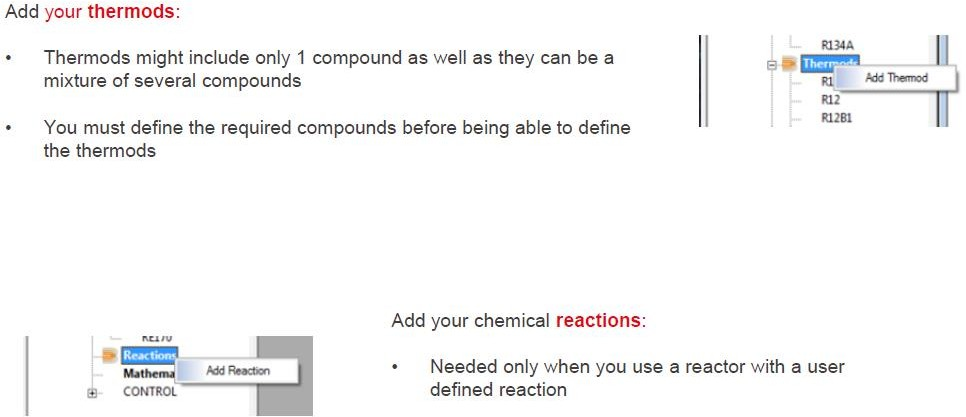 Add your thermods:
• Thermods might include only 1 compound as well as they can be a
mixture of several compounds
• You must define the required compounds before being able to define
the thermods
R134A
Thermods
Add Thermod
R12
R12B1
Add your chemical reactions:
• Needed only when you use a reactor with a user
defined reaction
RE170
Reactions
Add Reaction
Mathema
CONTROL